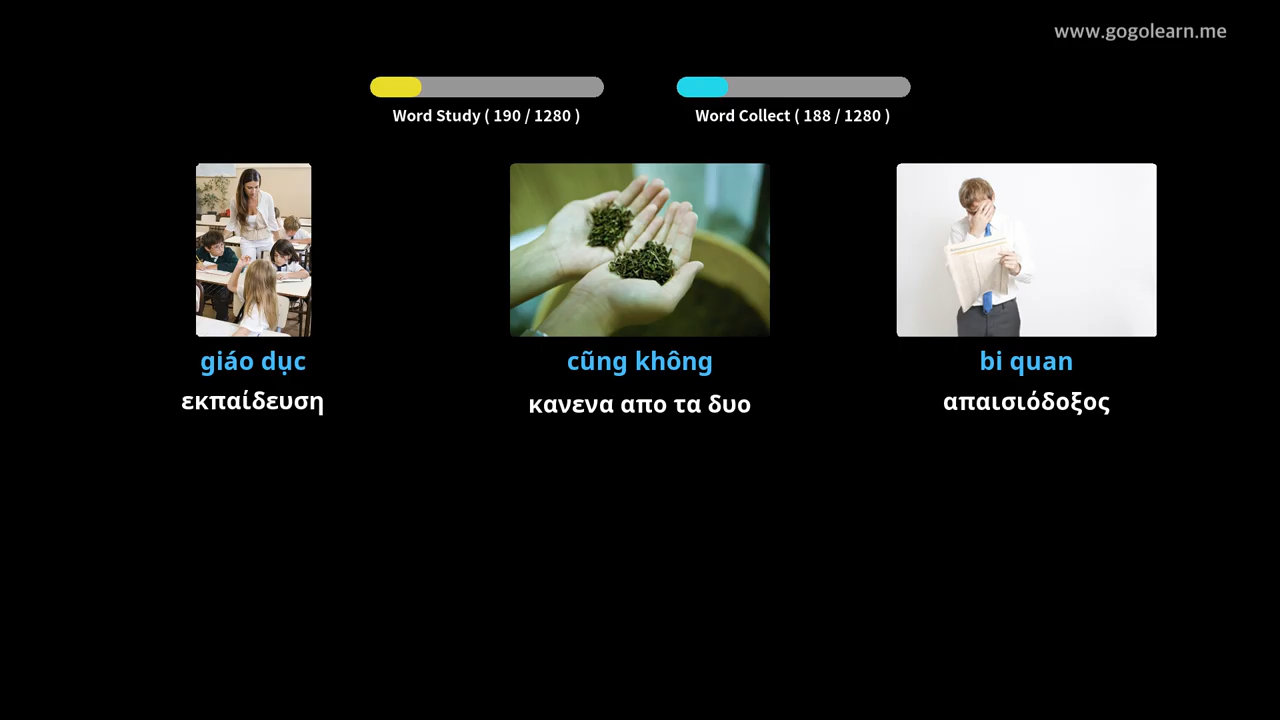 www.gogolearn.me
Word Study ( 190 / 1280 )
Word Collect ( 188 / 1280 )
giáo dục
εκπαίδευση
cũng không
κανενα απο τα δυο
bi quan
απαισιόδοξος